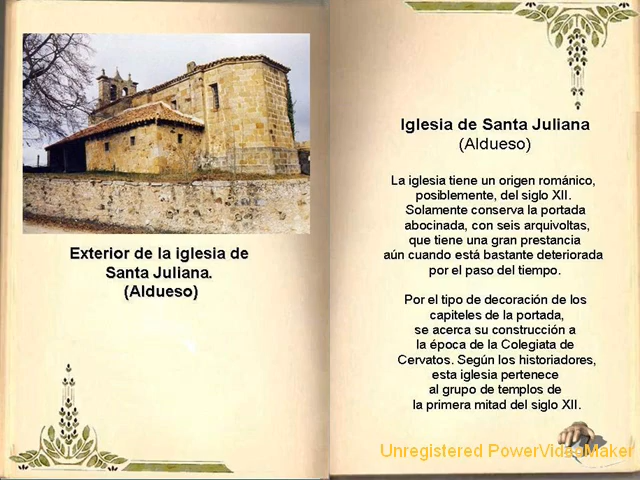 Exterior de la iglesia de
Santa Juliana.
(Aldueso)
Iglesia de Santa Juliana
(Aldueso)
La iglesia tiene un origen románico,
posiblemente, del siglo XII.
Solamente conserva la portada
abocinada, con seis arquivoltas,
que tiene una gran prestancia
aún cuando está bastante deteriorada
por el paso del tiempo.
Por el tipo de decoración de los
capiteles de la portada,
se acerca su construcción a
la época de la Colegiata de
Cervatos. Según los historiadores,
esta iglesia pertenece
al grupo de templos de
la primera mitad del siglo XII.
Unregistered PowerVideoMaker